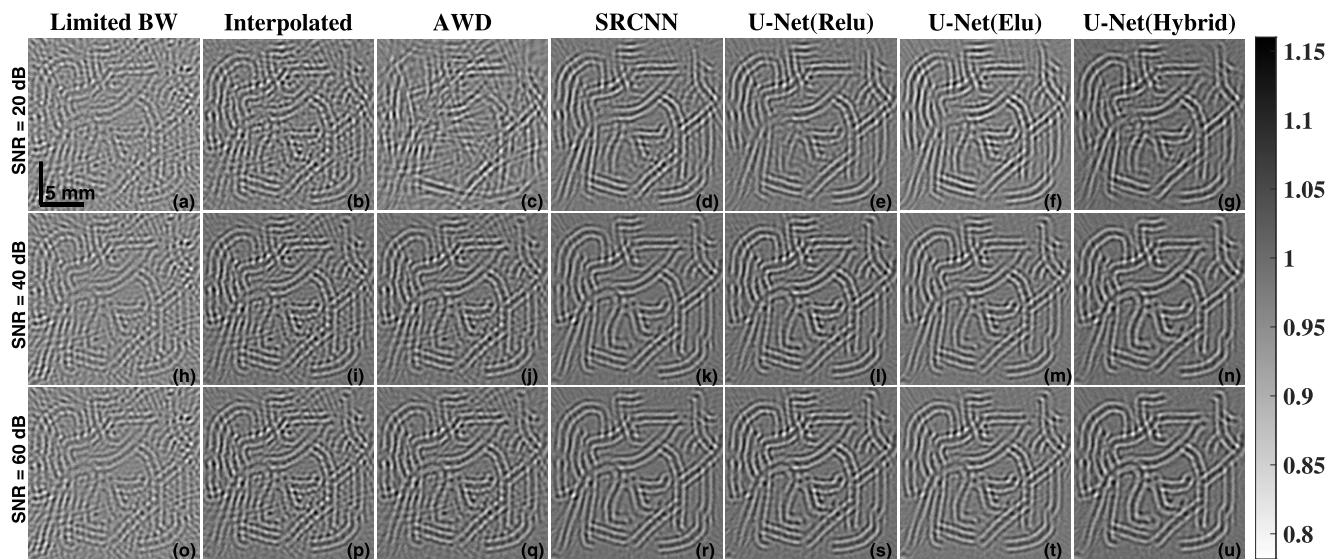 Limited BW Interpolated AWD SRCNN U-Net(Relu) U-Net(Elu) U-Net(Hybrid)
SNR = 20 dB
5 mm
(a) (b) (c) (d) (e) (f) (g)
SNR = 40 dB
(h) (i) (j) (k) (l) (m) (n)
SNR = 60 dB
(o) (p) (q) (r) (s) (t) (u)
1.15
1.1
1.05
1
0.95
0.9
0.85
0.8